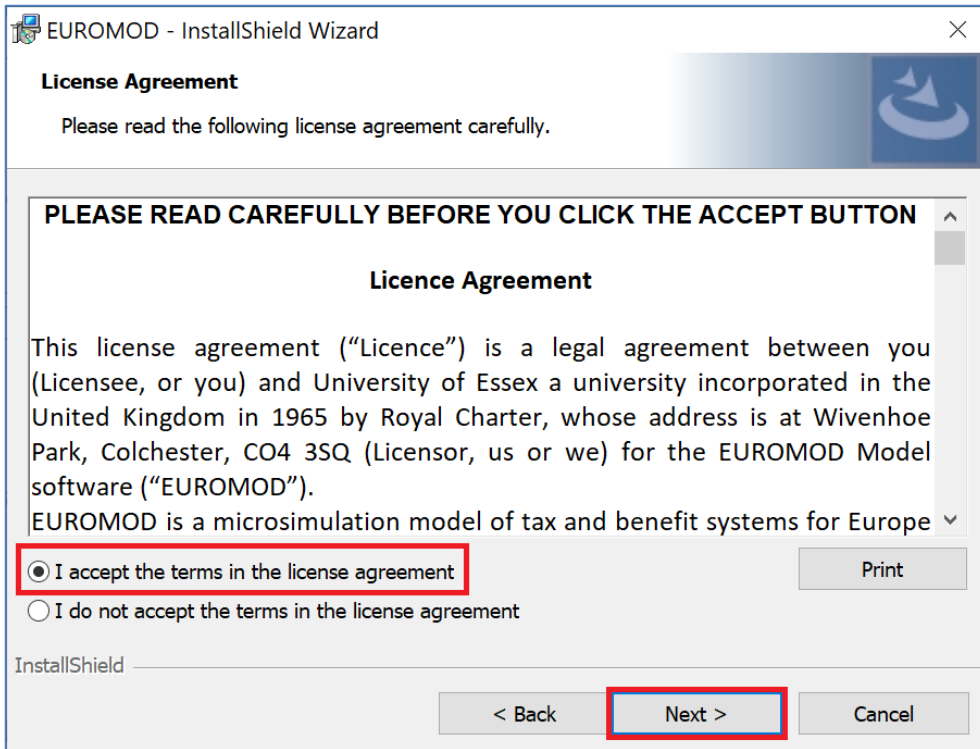 EUROMOD - InstallShield Wizard
License Agreement
Please read the following license agreement carefully.
PLEASE READ CAREFULLY BEFORE YOU CLICK THE ACCEPT BUTTON
Licence Agreement
This license agreement (“Licence”) is a legal agreement between you
(Licensee, or you) and University of Essex a university incorporated in the
United Kingdom in 1965 by Royal Charter, whose address is at Wivenhoe
Park, Colchester, CO4 3SQ (Licensor, us or we) for the EUROMOD Model
software (“EUROMOD”).
EUROMOD is a microsimulation model of tax and benefit systems for Europe
I accept the terms in the license agreement
Print
I do not accept the terms in the license agreement
InstallShield
< Back
Next >
Cancel